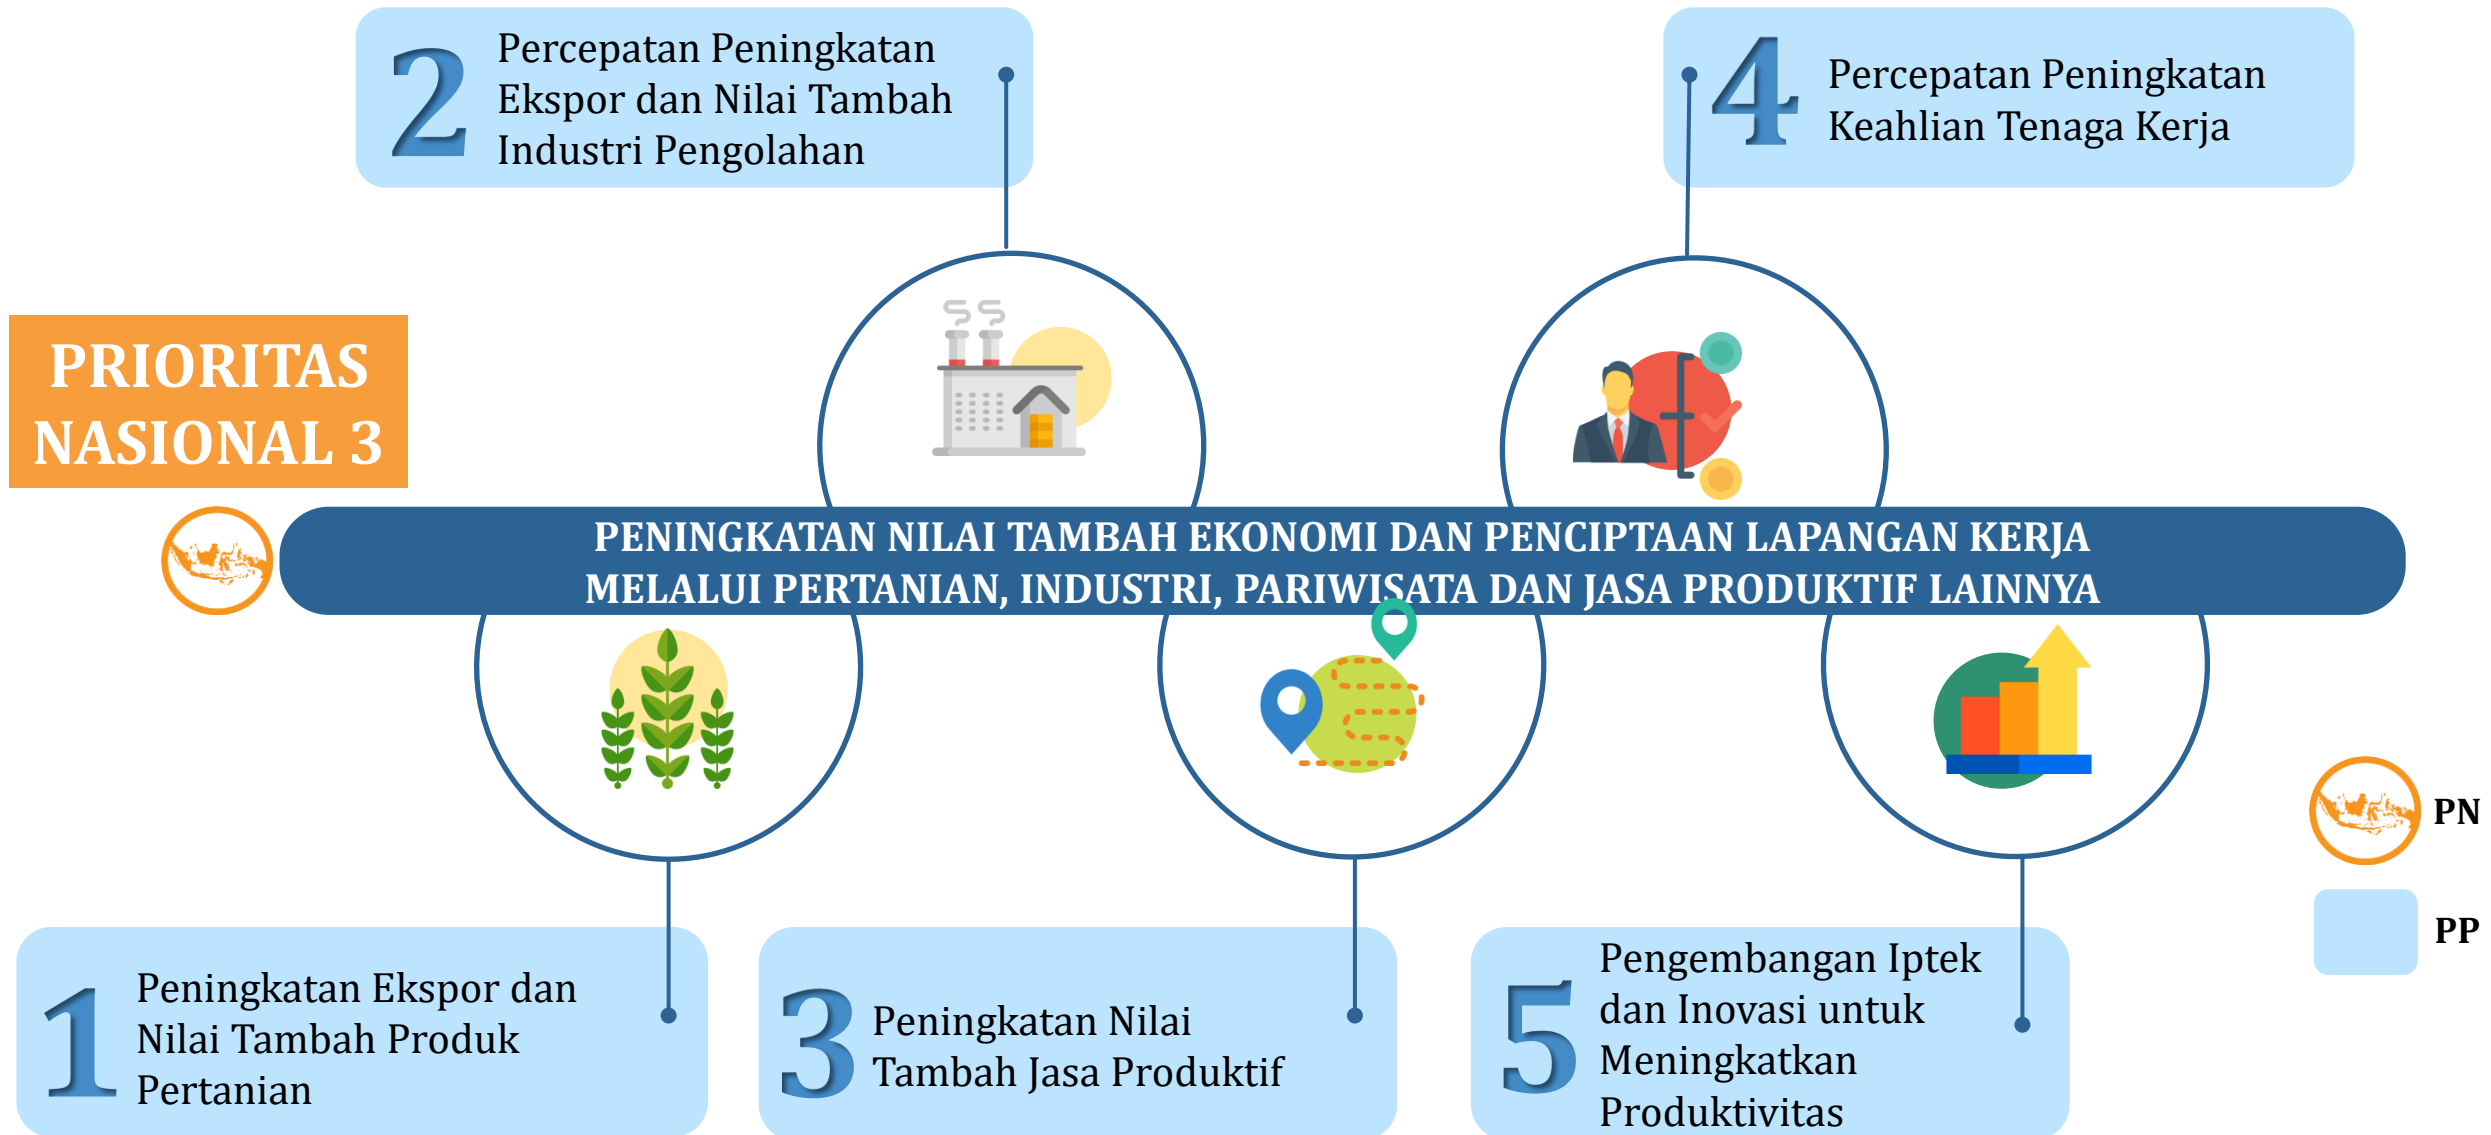 2
Percepatan Peningkatan
Ekspor dan Nilai Tambah
Industri Pengolahan
4
Percepatan Peningkatan
Keahlian Tenaga Kerja
PRIORITAS
NASIONAL 3
PENINGKATAN NILAI TAMBAH EKONOMI DAN PENCIPTAAN LAPANGAN KERJA
MELALUI PERTANIAN, INDUSTRI, PARIWISATA DAN JASA PRODUKTIF LAINNYA
PN
PP
1
Peningkatan Ekspor dan
Nilai Tambah Produk
Pertanian
3
Peningkatan Nilai
Tambah Jasa Produktif
5
Pengembangan Iptek
dan Inovasi untuk
Meningkatkan
Produktivitas